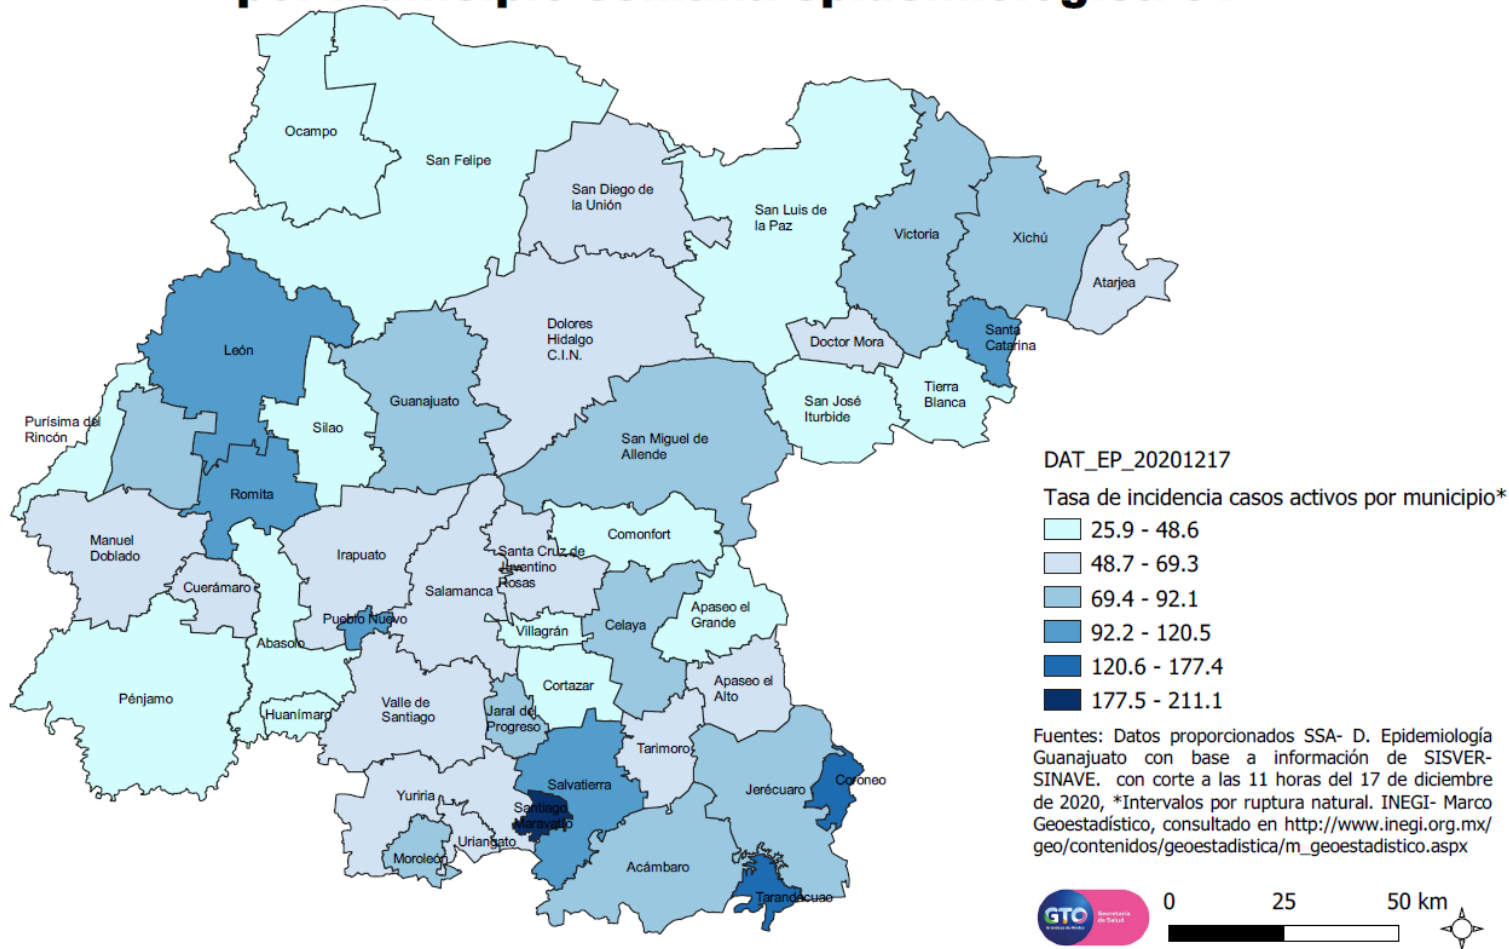 por municipio semana epidemiológica
Ocampo
San Felipe
San Diego de
la Unión
San Luis de
la Paz
Victoria
Xichú
Atarjea
León
Dolores
Hidalgo
C.I.N.
Doctor Mora
Santa
Catarina
Purísima del
Rincón
Silao
Guanajuato
San Miguel de
Allende
San José
Iturbide
Tierra
Blanca
Romita
Manuel
Doblado
Irapuato
Comonfort
Santa Cruz de
Juventino
Rosas
Cuerámaro
Salamanca
Pueblo Nuevo
Villagrán
Celaya
Apaseo el
Grande
Abasolo
Pénjamo
Huanímaro
Valle de
Santiago
Cortazar
Jaral del
Progreso
Apaseo el
Alto
Tarimoro
Yuriria
Salvatierra
Santiago
Maravatío
Jerécuaro
Coroneo
Uriangato
Moroleón
Acámbaro
Tarandacuao
DAT_EP_20201217
Tasa de incidencia casos activos por municipio*
25.9 - 48.6
48.7 - 69.3
69.4 - 92.1
92.2 - 120.5
120.6 - 177.4
177.5 - 211.1
Fuentes: Datos proporcionados SSA- D. Epidemiología
Guanajuato con base a información de SISVER-
SINAVE. con corte a las 11 horas del 17 de diciembre
de 2020, *Intervalos por ruptura natural. INEGI- Marco
Geoestadístico, consultado en http://www.inegi.org.mx/
geo/contenidos/geoestadistica/m_geoestadistico.aspx
GTO
Secretaría
de Salud
0 25 50 km